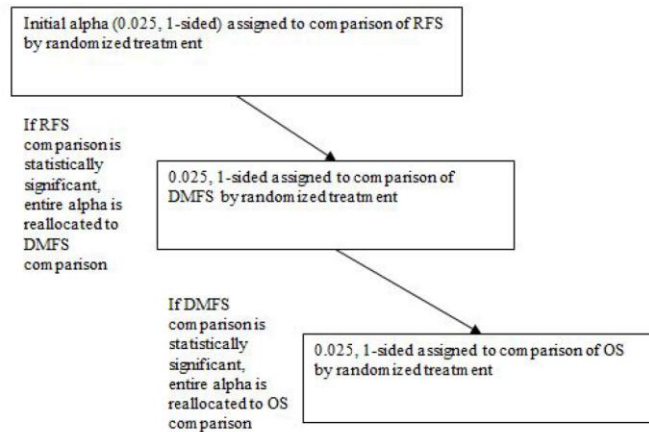 Initial alpha (0.025, 1-sided) assigned to comparison of RFS
by randomized treatment
If RFS
comparison is
statistically
significant,
entire alpha is
reallocated to
DMFS
comparison
0.025, 1-sided assigned to comparison of
DMFS by randomized treatment
If DMFS
comparison is
statistically
significant,
entire alpha is
reallocated to OS
comparison
0.025, 1-sided assigned to comparison of OS
by randomized treatment